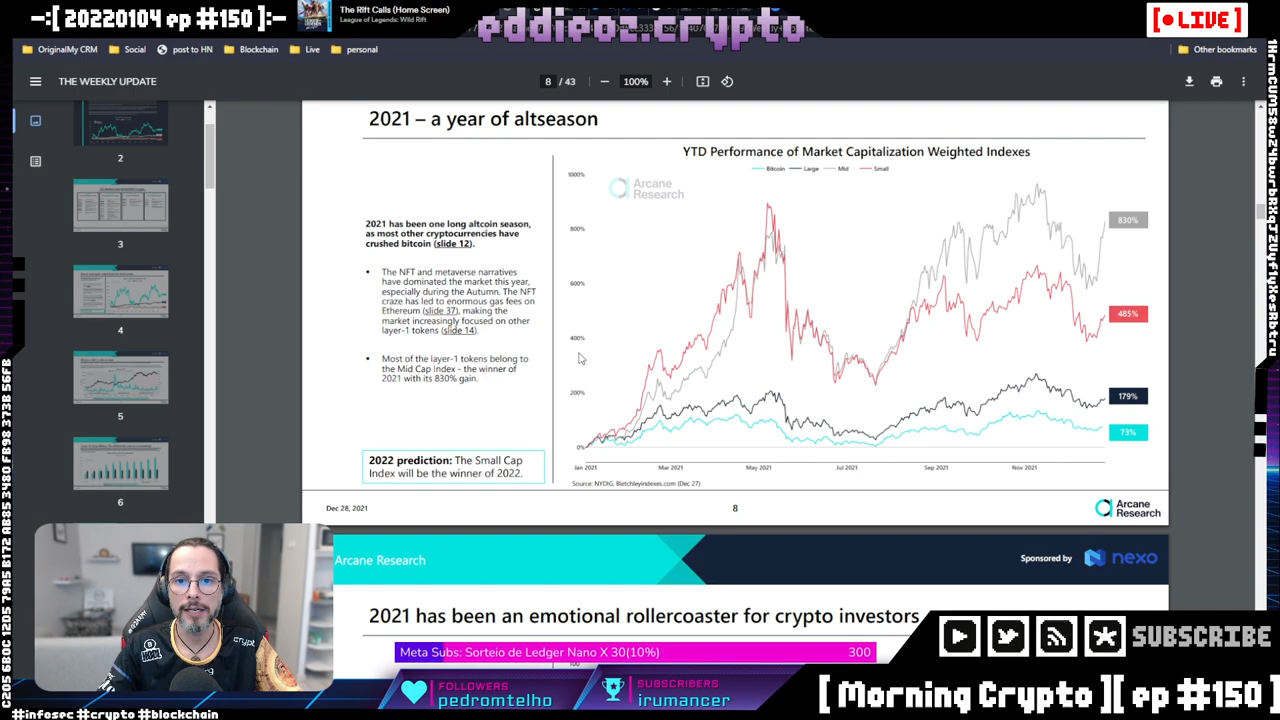 -:[ 20220104 ep #150 ]:-
The Rift Calls (Home Screen)
League of Legends: Wild Rift
eddieoz.crypto
[● LIVE ]
OriginalMy CRM
Social
post to HN
Blockchain
Live
personal
Other bookmarks
THE WEEKLY UPDATE
8 / 43
100%
2
3
4
5
6
2021 – a year of altseason
YTD Performance of Market Capitalization Weighted Indexes
Bitcoin Large Mid Small
Arcane
Research
2021 has been one long altcoin season,
as most other cryptocurrencies have
crushed bitcoin (slide 12).
• The NFT and metaverse narratives
have dominated the market this year,
especially during the Autumn. The NFT
craze has led to enormous gas fees on
Ethereum (slide 37), making the
market increasingly focused on other
layer-1 tokens (slide 14).
• Most of the layer-1 tokens belong to
the Mid Cap Index - the winner of
2021 with its 830% gain.
2022 prediction: The Small Cap
Index will be the winner of 2022.
1000%
800%
600%
400%
200%
0%
830%
485%
179%
73%
Jan 2021 Mar 2021 May 2021 Jul 2021 Sep 2021 Nov 2021
Source: NYDIG, Bletchleyindexes.com (Dec 27)
Dec 28, 2021
8
Arcane
Research
Arcane Research
Sponsored by nexo
2021 has been an emotional rollercoaster for crypto investors
Meta Subs: Sorteio de Ledger Nano X 30(10%)
300
FOLLOWERS
pedromtelho
SUBSCRIBERS
irumancer
SUBSCRIBE
[ Morning Crypto ][ ep #150 ]
#infosec #crypto #blockchain